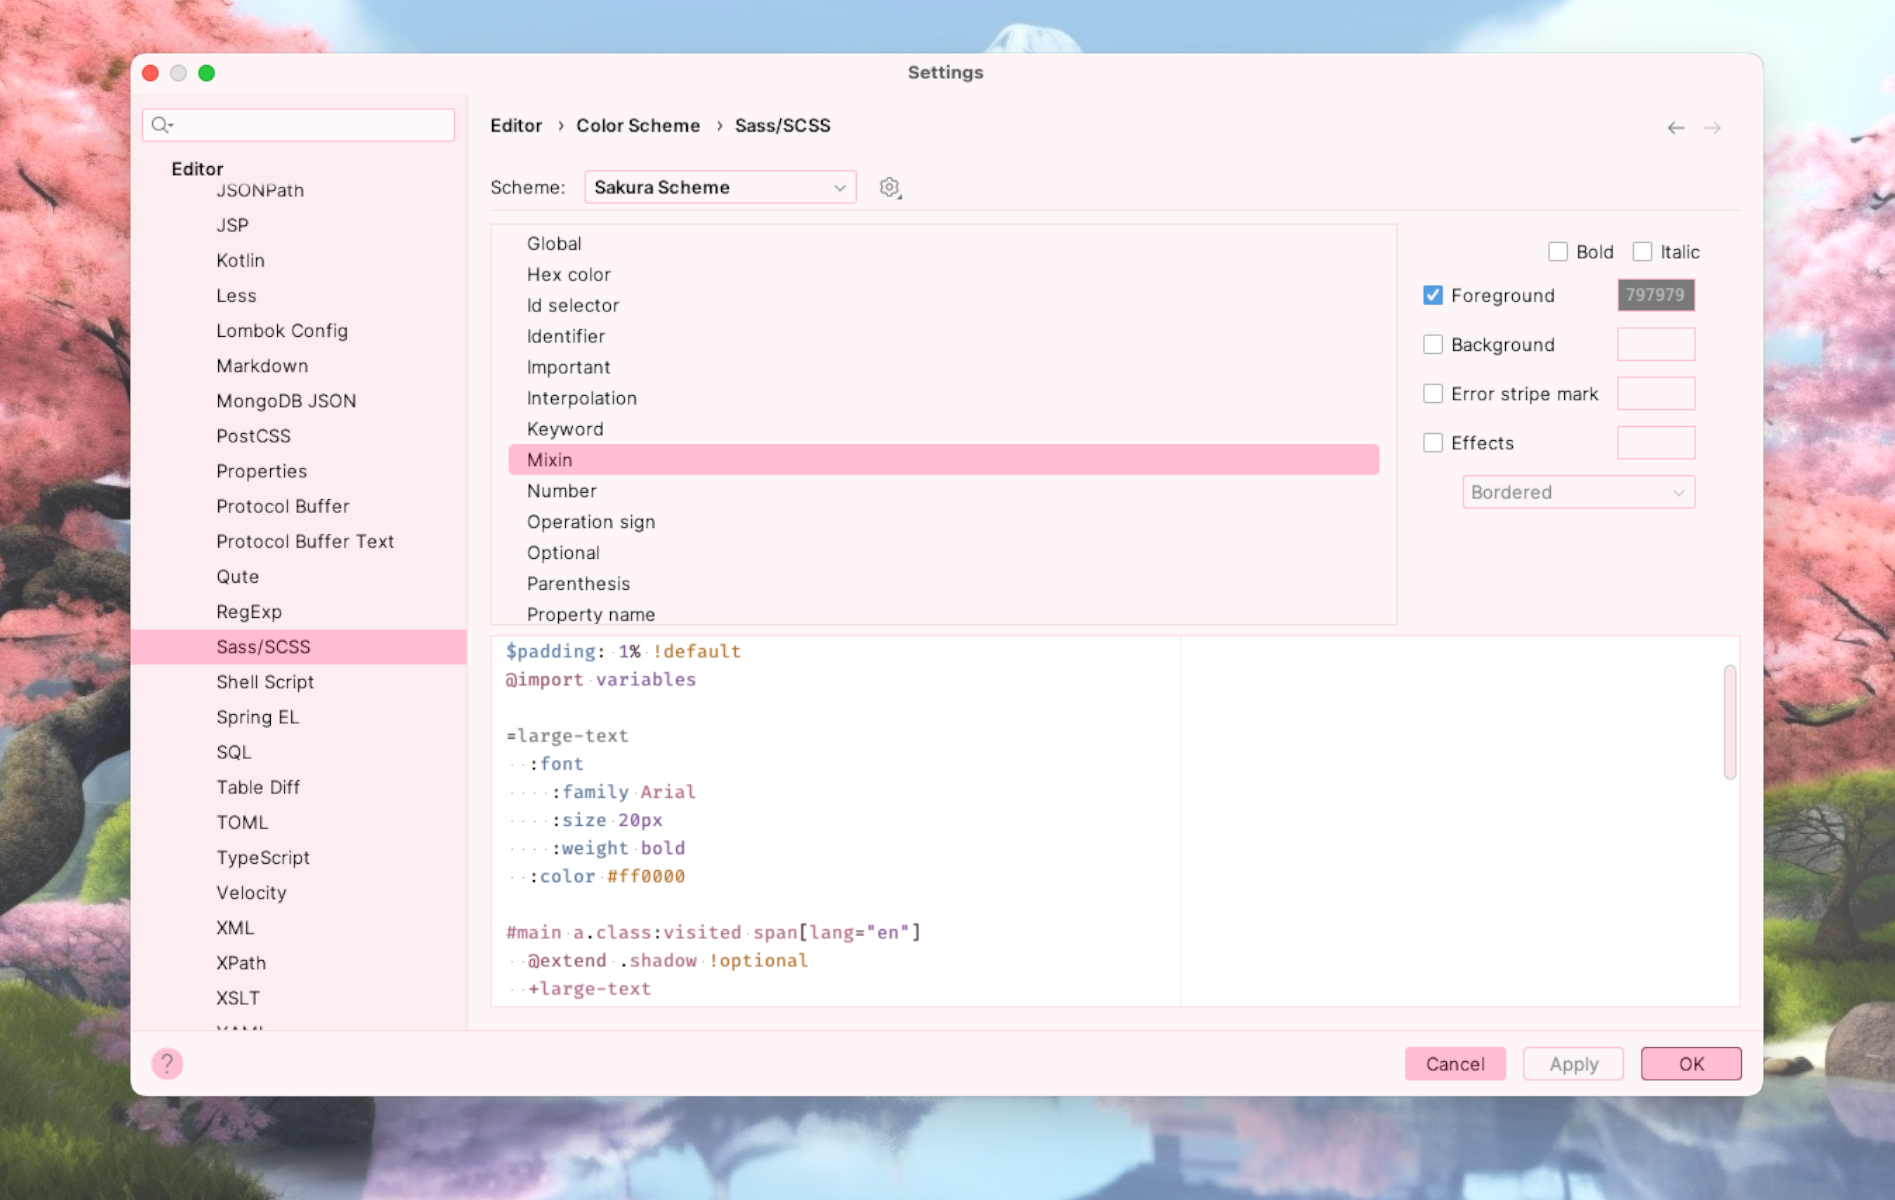 Settings
Editor
JSONPath
JSP
Kotlin
Less
Lombok Config
Markdown
MongoDB JSON
PostCSS
Properties
Protocol Buffer
Protocol Buffer Text
Qute
RegExp
Sass/SCSS
Shell Script
Spring EL
SQL
Table Diff
TOML
TypeScript
Velocity
XML
XPath
XSLT
YAML
Editor › Color Scheme › Sass/SCSS
Scheme: Sakura Scheme
Global
Hex color
Id selector
Identifier
Important
Interpolation
Keyword
Mixin
Number
Operation sign
Optional
Parenthesis
Property name
Bold Italic
Foreground 797979
Background
Error stripe mark
Effects
Bordered
$padding: 1% !default
@import variables
=large-text
  :font
    :family Arial
    :size 20px
    :weight bold
  :color #ff0000
#main a.class:visited span[lang="en"]
  @extend .shadow !optional
  +large-text
?
Cancel Apply OK